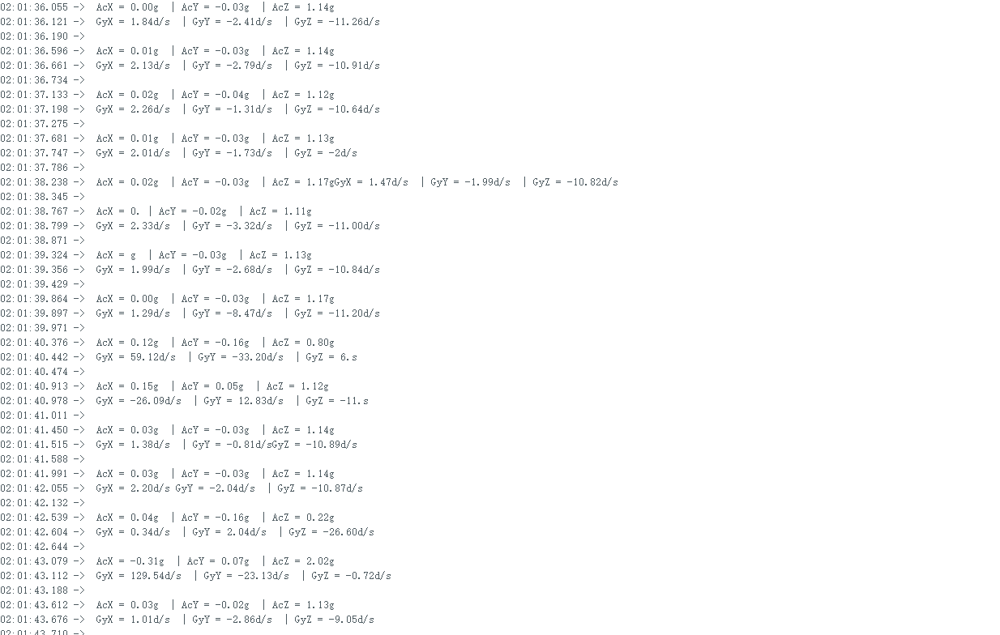 02:01:36.055 -> AcX = 0.00g | AcY = -0.03g | AcZ = 1.14g
02:01:36.121 -> GyX = 1.84d/s | GyY = -2.41d/s | GyZ = -11.26d/s
02:01:36.190 ->
02:01:36.596 -> AcX = 0.01g | AcY = -0.03g | AcZ = 1.14g
02:01:36.661 -> GyX = 2.13d/s | GyY = -2.79d/s | GyZ = -10.91d/s
02:01:36.734 ->
02:01:37.133 -> AcX = 0.02g | AcY = -0.04g | AcZ = 1.12g
02:01:37.198 -> GyX = 2.26d/s | GyY = -1.31d/s | GyZ = -10.64d/s
02:01:37.275 ->
02:01:37.681 -> AcX = 0.01g | AcY = -0.03g | AcZ = 1.13g
02:01:37.747 -> GyX = 2.01d/s | GyY = -1.73d/s | GyZ = -2d/s
02:01:37.786 ->
02:01:38.238 -> AcX = 0.02g | AcY = -0.03g | AcZ = 1.17gGyX = 1.47d/s | GyY = -1.99d/s | GyZ = -10.82d/s
02:01:38.345 ->
02:01:38.767 -> AcX = 0. | AcY = -0.02g | AcZ = 1.11g
02:01:38.799 -> GyX = 2.33d/s | GyY = -3.32d/s | GyZ = -11.00d/s
02:01:38.871 ->
02:01:39.324 -> AcX = g | AcY = -0.03g | AcZ = 1.13g
02:01:39.356 -> GyX = 1.99d/s | GyY = -2.68d/s | GyZ = -10.84d/s
02:01:39.429 ->
02:01:39.864 -> AcX = 0.00g | AcY = -0.03g | AcZ = 1.17g
02:01:39.897 -> GyX = 1.29d/s | GyY = -8.47d/s | GyZ = -11.20d/s
02:01:39.971 ->
02:01:40.376 -> AcX = 0.12g | AcY = -0.16g | AcZ = 0.80g
02:01:40.442 -> GyX = 59.12d/s | GyY = -33.20d/s | GyZ = 6.s
02:01:40.474 ->
02:01:40.913 -> AcX = 0.15g | AcY = 0.05g | AcZ = 1.12g
02:01:40.978 -> GyX = -26.09d/s | GyY = 12.83d/s | GyZ = -11.s
02:01:41.011 ->
02:01:41.450 -> AcX = 0.03g | AcY = -0.03g | AcZ = 1.14g
02:01:41.515 -> GyX = 1.38d/s | GyY = -0.81d/sGyZ = -10.89d/s
02:01:41.588 ->
02:01:41.991 -> AcX = 0.03g | AcY = -0.03g | AcZ = 1.14g
02:01:42.055 -> GyX = 2.20d/s GyY = -2.04d/s | GyZ = -10.87d/s
02:01:42.132 ->
02:01:42.539 -> AcX = 0.04g | AcY = -0.16g | AcZ = 0.22g
02:01:42.604 -> GyX = 0.34d/s | GyY = 2.04d/s | GyZ = -26.60d/s
02:01:42.644 ->
02:01:43.079 -> AcX = -0.31g | AcY = 0.07g | AcZ = 2.02g
02:01:43.112 -> GyX = 129.54d/s | GyY = -23.13d/s | GyZ = -0.72d/s
02:01:43.188 ->
02:01:43.612 -> AcX = 0.03g | AcY = -0.02g | AcZ = 1.13g
02:01:43.676 -> GyX = 1.01d/s | GyY = -2.86d/s | GyZ = -9.05d/s
02:01:43.710 ->